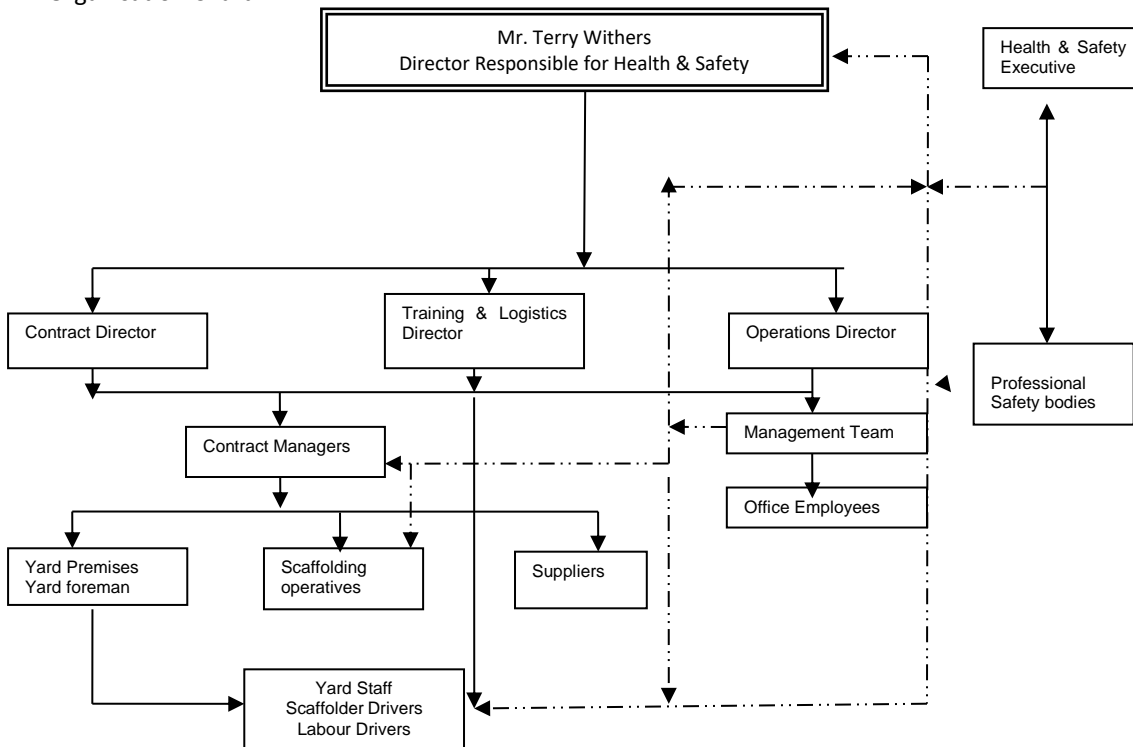 Mr. Terry Withers
Director Responsible for Health & Safety
Health & Safety
Executive
Contract Director
Training & Logistics
Director
Operations Director
Professional
Safety bodies
Contract Managers
Management Team
Office Employees
Yard Premises
Yard foreman
Scaffolding
operatives
Suppliers
Yard Staff
Scaffolder Drivers
Labour Drivers